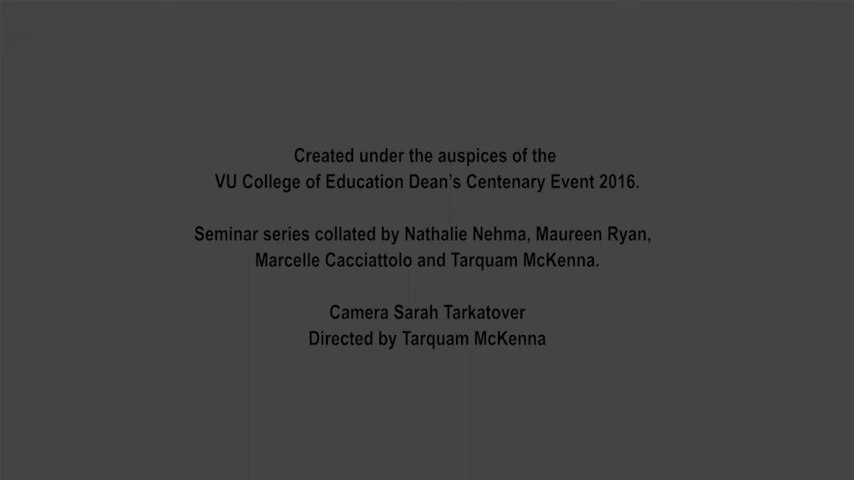 Created under the auspices of the
VU College of Education Dean's Centenary Event 2016.
Seminar series collated by Nathalie Nehma, Maureen Ryan,
Marcelle Cacciattolo and Tarquam McKenna.
Camera Sarah Tarkatover
Directed by Tarquam McKenna